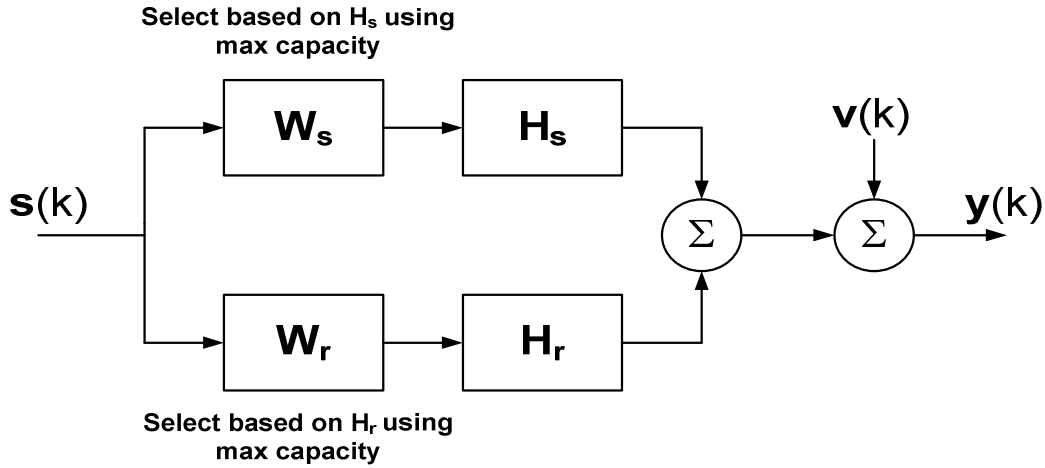 Select based on Hs using
max capacity
Ws
Hs
v(k)
s(k)
Σ
Σ
y(k)
Wr
Hr
Select based on Hr using
max capacity